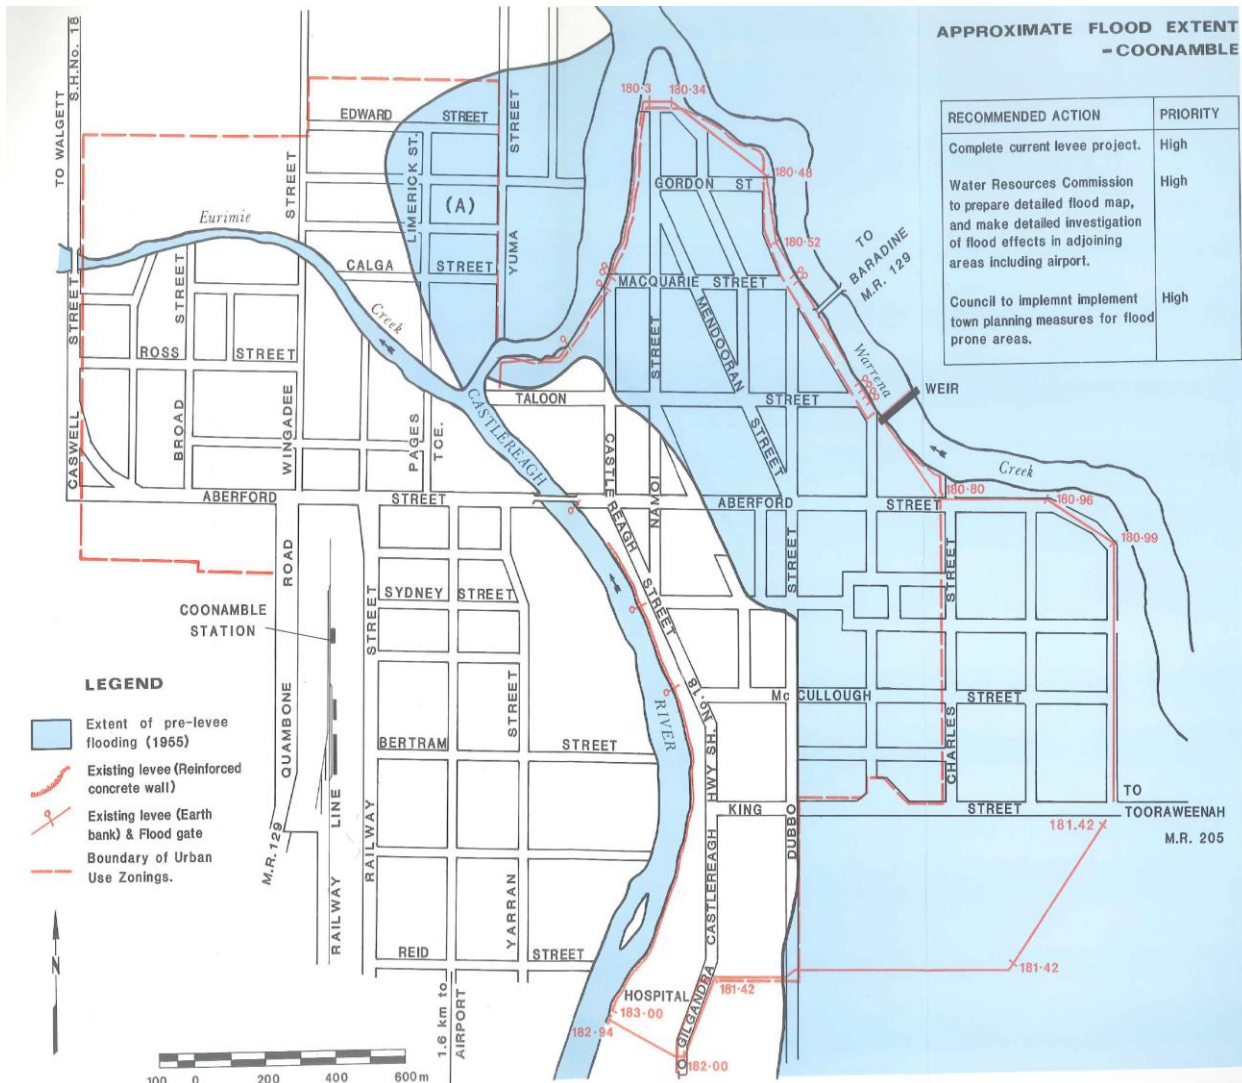 APPROXIMATE FLOOD EXTENT
-COONAMBLE
RECOMMENDED ACTION PRIORITY
Complete current levee project. High
Water Resources Commission High
to prepare detailed flood map,
and make detailed investigation
of flood effects in adjoining
areas including airport.
Council to implemnt implement High
town planning measures for flood
prone areas.
TO WALGETT
S.H.No. 18
EDWARD STREET
LIMERICK ST.
(A)
YUMA STREET
CALGA STREET
Eurimie
Creek
STREET
STREET
ROSS STREET
BROAD
WINGADEE
CASWELL STREET
PAGES TCE.
ABERFORD STREET
CASTLEREAGH
RIVER
180·3
180·34
180·48
180·52
GORDON ST
TO BARADINE
M.R. 129
MACQUARIE STREET
MENDOORAN STREET
STREET
NAMOI
TALOON STREET
Warrena
Creek
WEIR
CASTLEREAGH STREET
ABERFORD STREET
180·80
180·96
180·99
STREET
STREET
SYDNEY STREET
COONAMBLE
STATION
ROAD
QUAMBONE
M.R. 129
RAILWAY LINE
RAILWAY STREET
STREET
YARRAN
BERTRAM STREET
REID STREET
1.6 km to
AIRPORT
No. 18
HWY SH.
CASTLEREAGH
McCULLOUGH STREET
CHARLES
KING STREET
DUBBO
TO
TOORAWEENAH
M.R. 205
181.42
181·42
181·42
HOSPITAL
TO GILGANDRA
183·00
182·94
182·00
LEGEND
Extent of pre-levee
flooding (1955)
Existing levee (Reinforced
concrete wall)
Existing levee (Earth
bank) & Flood gate
Boundary of Urban
Use Zonings.
N
100 0 200 400 600m